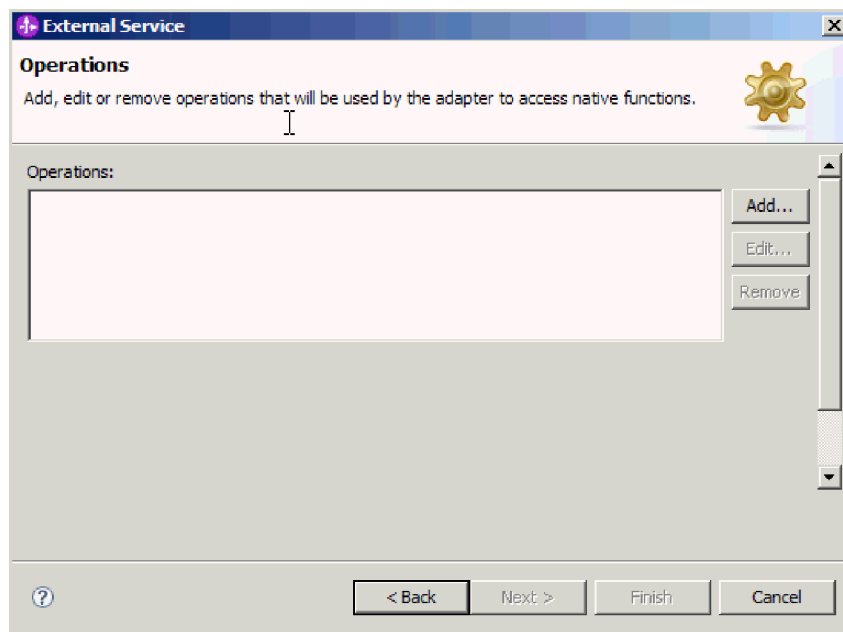 External Service
Operations
Add, edit or remove operations that will be used by the adapter to access native functions.
Operations:
Add...
Edit...
Remove
< Back
Next >
Finish
Cancel